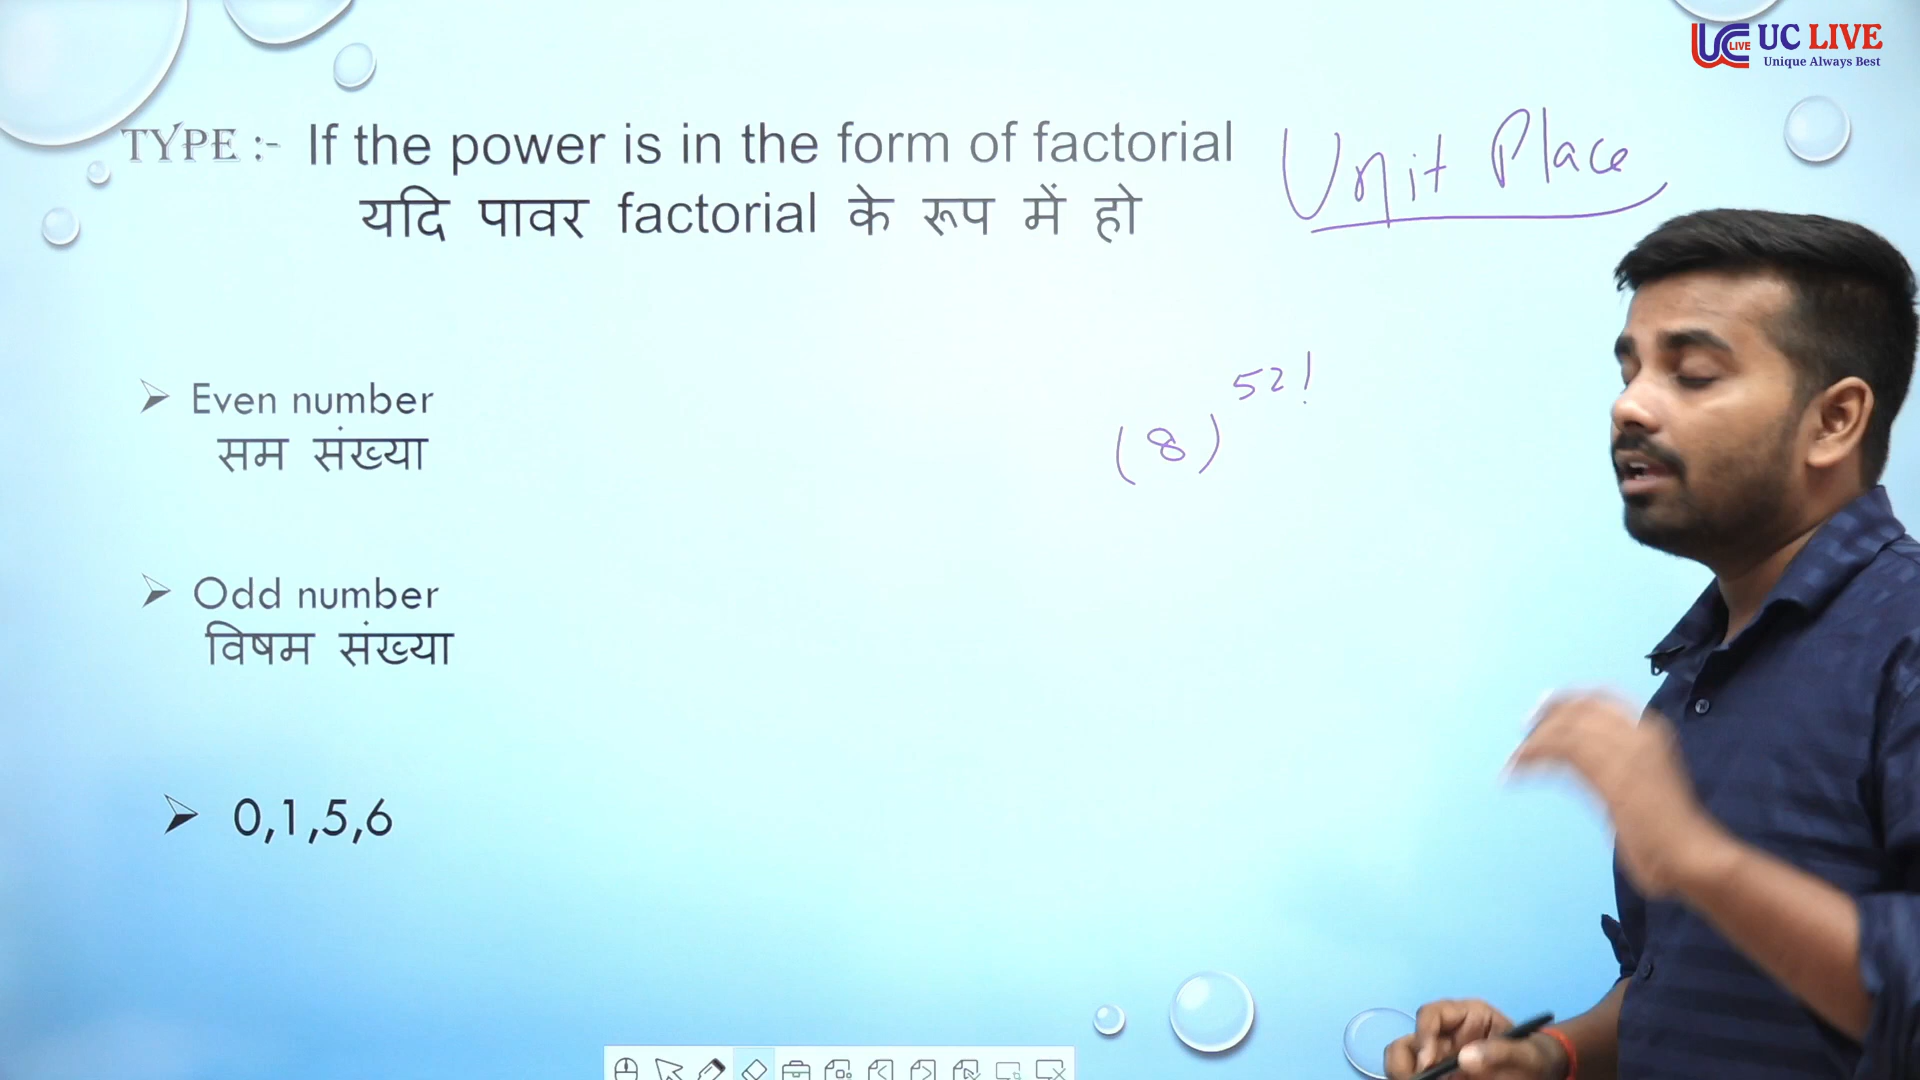 UC LIVE
LIVE
Unique Always Best
TYPE :- If the power is in the form of factorial
यदि पावर factorial के रूप में हो
Unit Place
(8)^52!
Even number
सम संख्या
Odd number
विषम संख्या
0,1,5,6